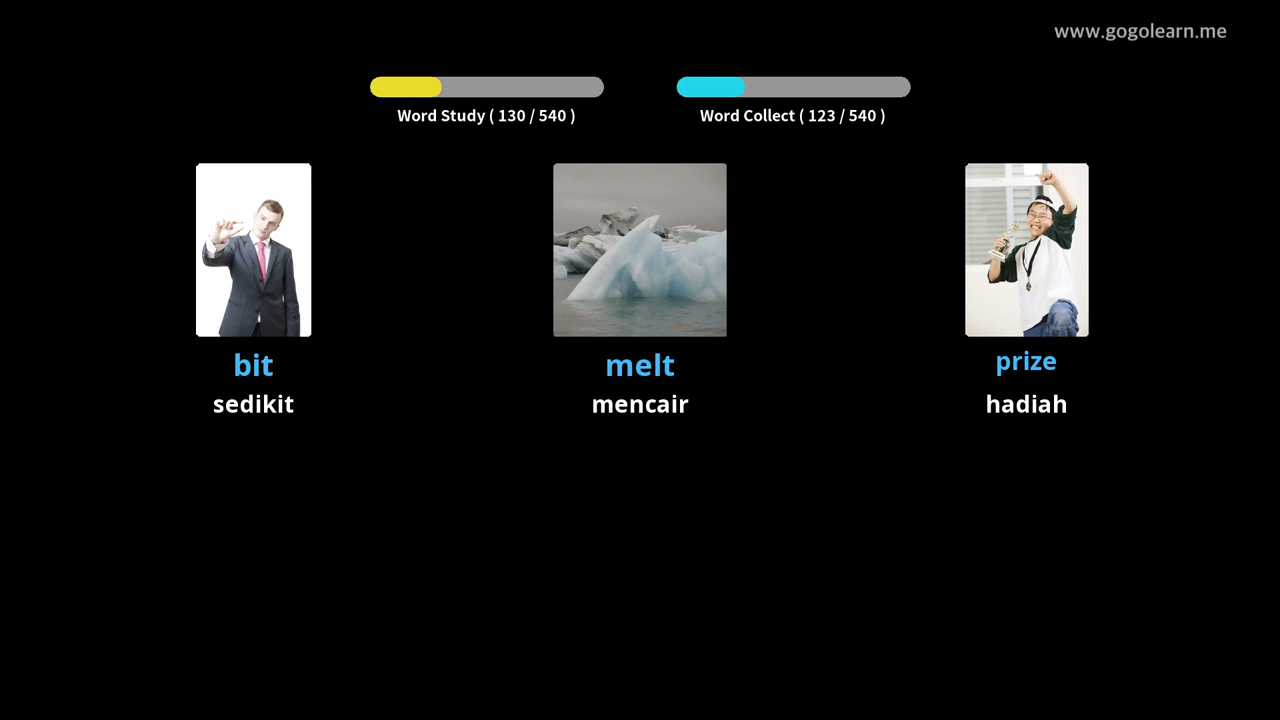 www.gogolearn.me
Word Study ( 130 / 540 )
Word Collect ( 123 / 540 )
bit
sedikit
melt
mencair
prize
hadiah